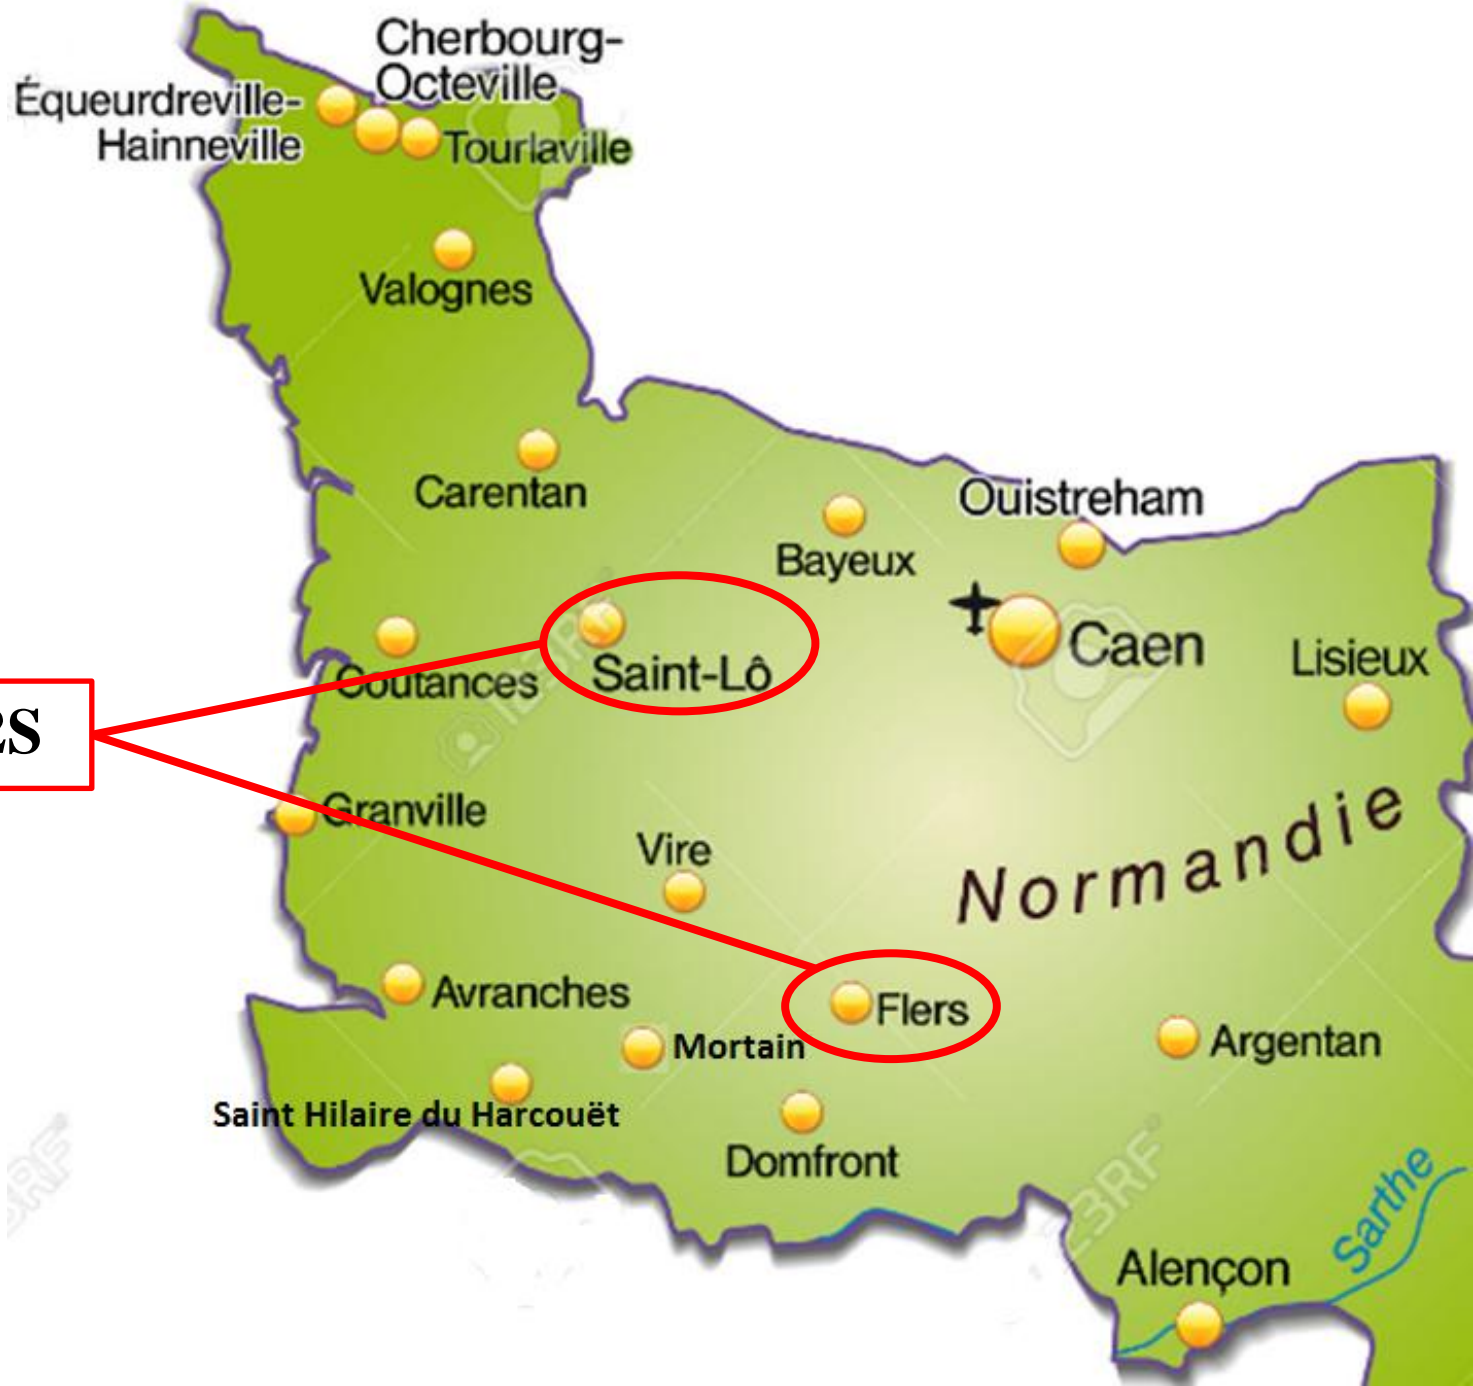 Cherbourg-
Octeville
Équeurdreville-
Hainneville
Tourlaville
Valognes
Carentan
Ouistreham
Bayeux
Caen
Lisieux
Saint-Lô
Coutances
Granville
Vire
Normandie
Avranches
Flers
Mortain
Argentan
Saint Hilaire du Harcouët
Domfront
Sarthe
Alençon
123RF